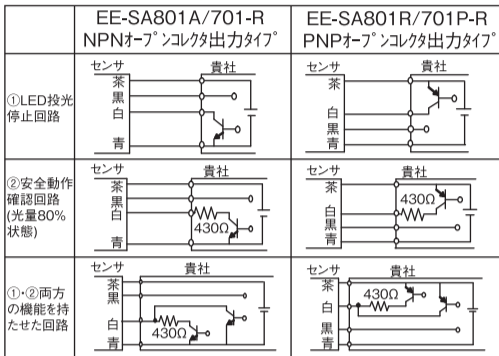 EE-SA801A/701-R
NPNオープンコレクタ出力タイプ
EE-SA801R/701P-R
PNPオープンコレクタ出力タイプ
①LED投光
停止回路
センサ 貴社
茶
黒
白
青
センサ 貴社
茶
白
黒
青
②安全動作
確認回路
(光量80%
状態)
センサ 貴社
茶
黒
白
430Ω
青
センサ 貴社
茶
白
430Ω
黒
青
①・②両方
の機能を持
たせた回路
センサ 貴社
茶
黒
白
430Ω
青
センサ 貴社
茶
430Ω
白
黒
青